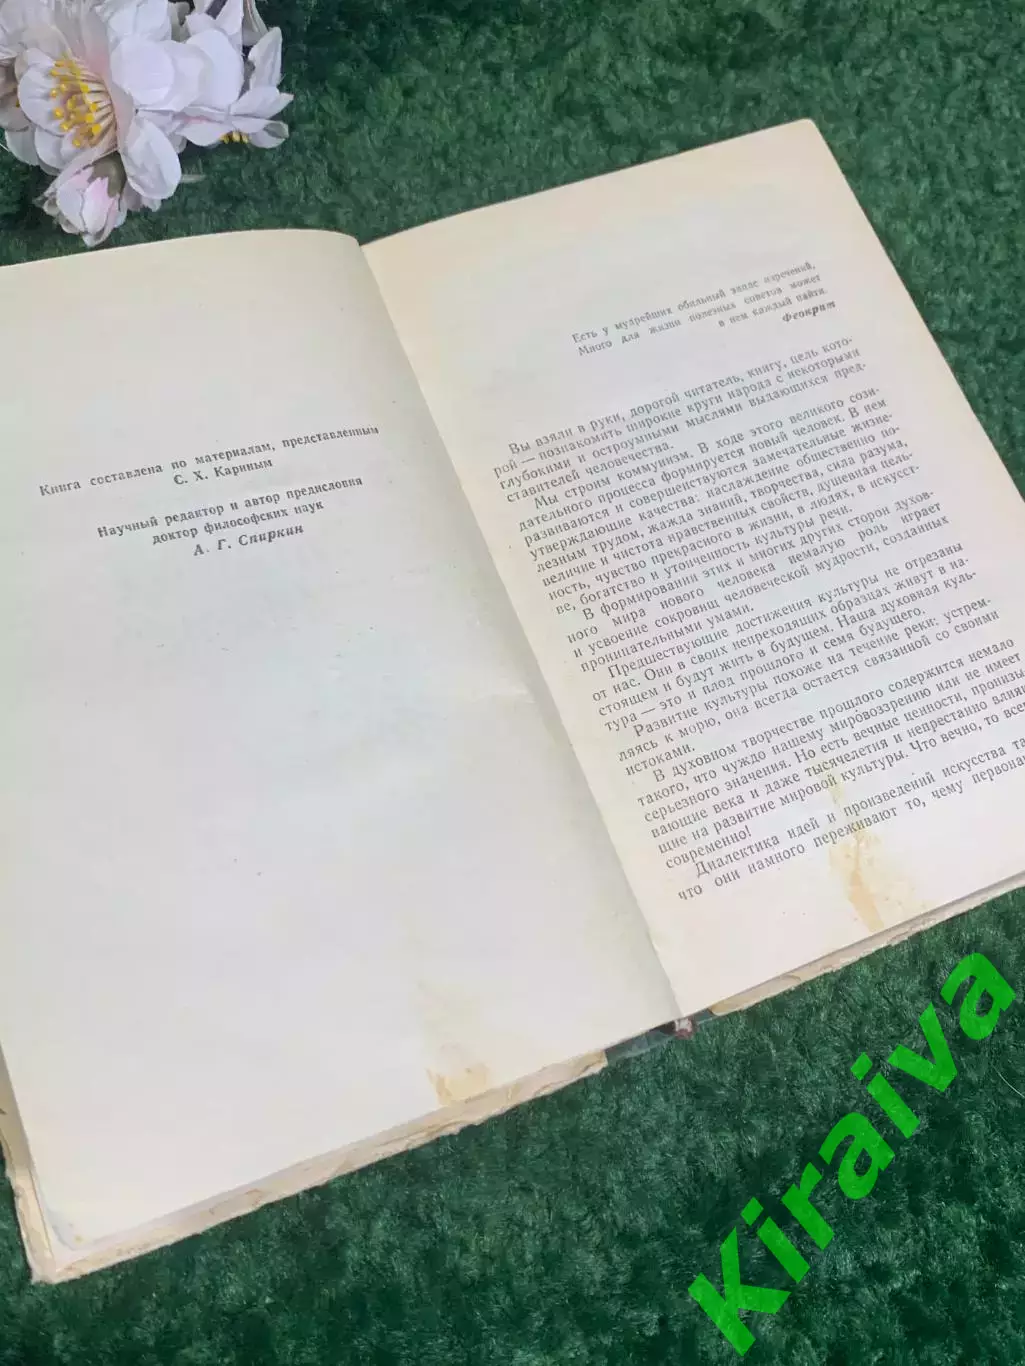 Книга составлена по материалам, представленным
С. Х. Кариным
Научный редактор и автор предисловия
доктор философских наук
А. Г. Спиркин
Есть у мудрейших обильный запас изречений,
Много для жизни полезных советов может
в нем каждый найти.
Феокрит
Вы взяли в руки, дорогой читатель, книгу, цель кото-
рой — познакомить широкие круги народа с некоторыми
глубокими и остроумными мыслями выдающихся пред-
ставителей человечества.
Мы строим коммунизм. В ходе этого великого сози-
дательного процесса формируется новый человек. В нем
развиваются и совершенствуются замечательные жизне-
утверждающие качества: наслаждение общественно по-
лезным трудом, жажда знаний, творчества, сила разума,
величие и чистота нравственных свойств, душевная цель-
ность, чувство прекрасного в жизни, в людях, в искусст-
ве, богатство и утонченность культуры речи.
В формировании этих и многих других сторон духов-
ного мира нового человека немалую роль играет
и усвоение сокровищ человеческой мудрости, созданных
проницательными умами.
Предшествующие достижения культуры не отрезаны
от нас. Они в своих непреходящих образцах живут в на-
стоящем и будут жить в будущем. Наша духовная куль-
тура — это и плод прошлого и семя будущего.
Развитие культуры похоже на течение реки: устрем-
ляясь к морю, она всегда остается связанной со своими
истоками.
В духовном творчестве прошлого содержится немало
такого, что чуждо нашему мировоззрению или не имеет
серьезного значения. Но есть вечные ценности, пронизы-
вающие века и даже тысячелетия и непрестанно влияю
щие на развитие мировой культуры. Что вечно, то всег
современно!
Диалектика идей и произведений искусства та
что они намного переживают то, чему первона
Kiraiva